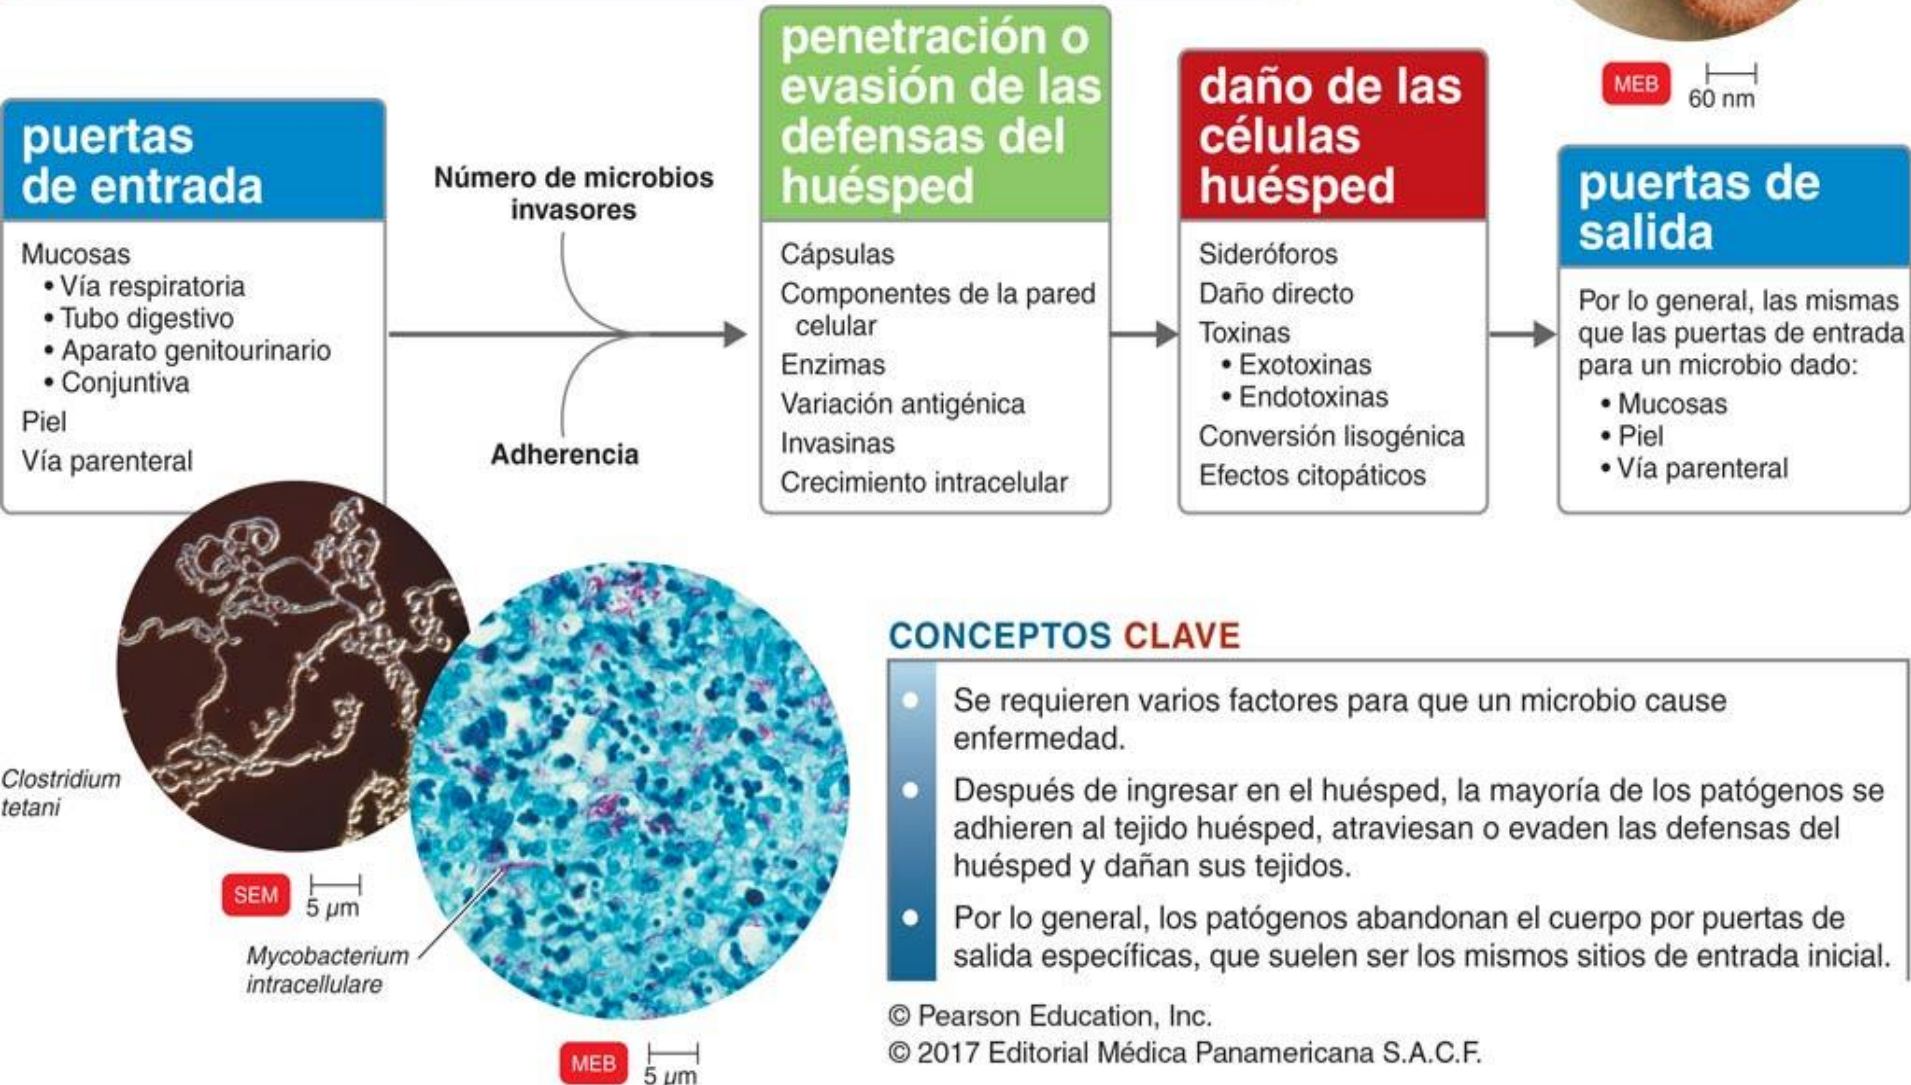 MEB
60 nm
puertas
de entrada
Mucosas
• Vía respiratoria
• Tubo digestivo
• Aparato genitourinario
• Conjuntiva
Piel
Vía parenteral
Número de microbios
invasores
Adherencia
penetración o
evasión de las
defensas del
huésped
Cápsulas
Componentes de la pared
celular
Enzimas
Variación antigénica
Invasinas
Crecimiento intracelular
daño de las
células
huésped
Sideróforos
Daño directo
Toxinas
• Exotoxinas
• Endotoxinas
Conversión lisogénica
Efectos citopáticos
puertas de
salida
Por lo general, las mismas
que las puertas de entrada
para un microbio dado:
• Mucosas
• Piel
• Vía parenteral
Clostridium
tetani
SEM
5 µm
Mycobacterium
intracellulare
MEB
5 µm
CONCEPTOS CLAVE
• Se requieren varios factores para que un microbio cause
enfermedad.
• Después de ingresar en el huésped, la mayoría de los patógenos se
adhieren al tejido huésped, atraviesan o evaden las defensas del
huésped y dañan sus tejidos.
• Por lo general, los patógenos abandonan el cuerpo por puertas de
salida específicas, que suelen ser los mismos sitios de entrada inicial.
© Pearson Education, Inc.
© 2017 Editorial Médica Panamericana S.A.C.F.